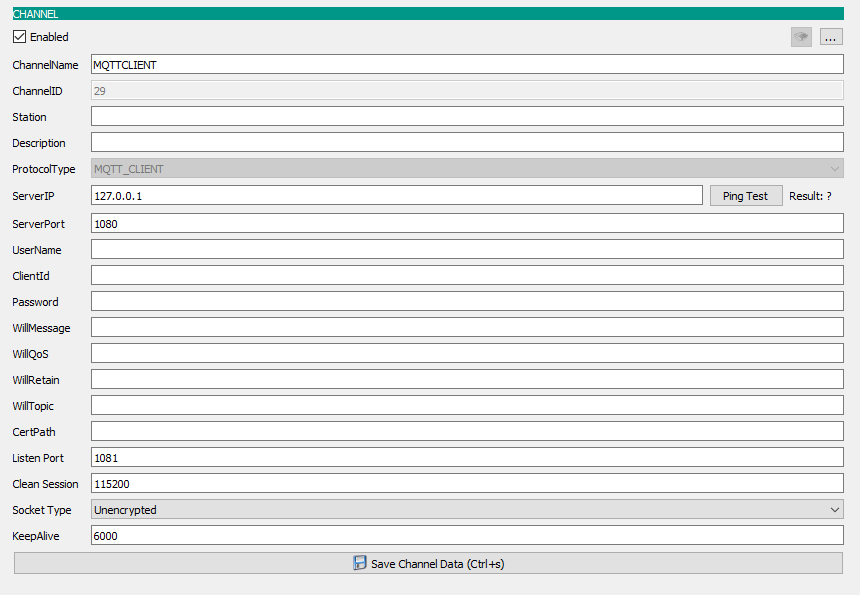 CHANNEL
Enabled ...
ChannelName MQTTCLIENT
ChannelID 29
Station
Description
ProtocolType MQTT_CLIENT
ServerIP 127.0.0.1 Ping Test Result: ?
ServerPort 1080
UserName
ClientId
Password
WillMessage
WillQoS
WillRetain
WillTopic
CertPath
Listen Port 1081
Clean Session 115200
Socket Type Unencrypted
KeepAlive 6000
Save Channel Data (Ctrl+s)